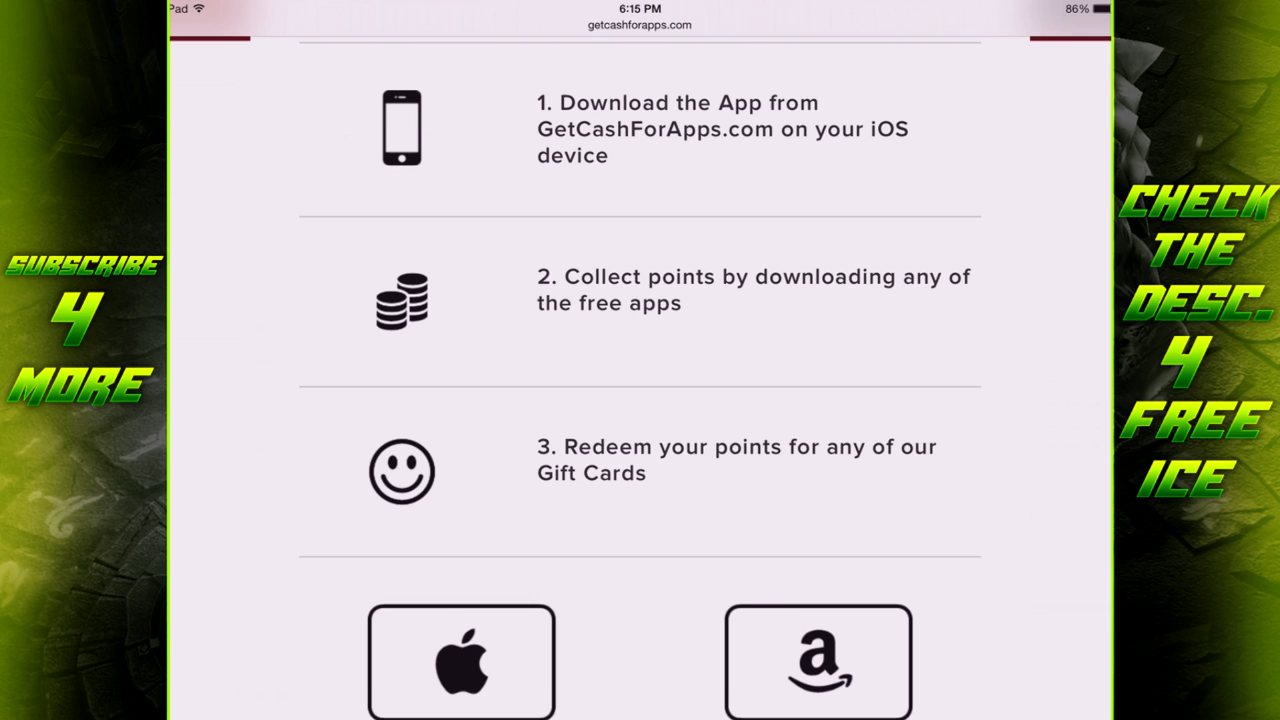 Pad
6:15 PM
86%
getcashforapps.com
1. Download the App from
GetCashForApps.com on your iOS
device
2. Collect points by downloading any of
the free apps
3. Redeem your points for any of our
Gift Cards
a
SUBSCRIBE
4
MORE
CHECK
THE
DESC.
4
FREE
ICE